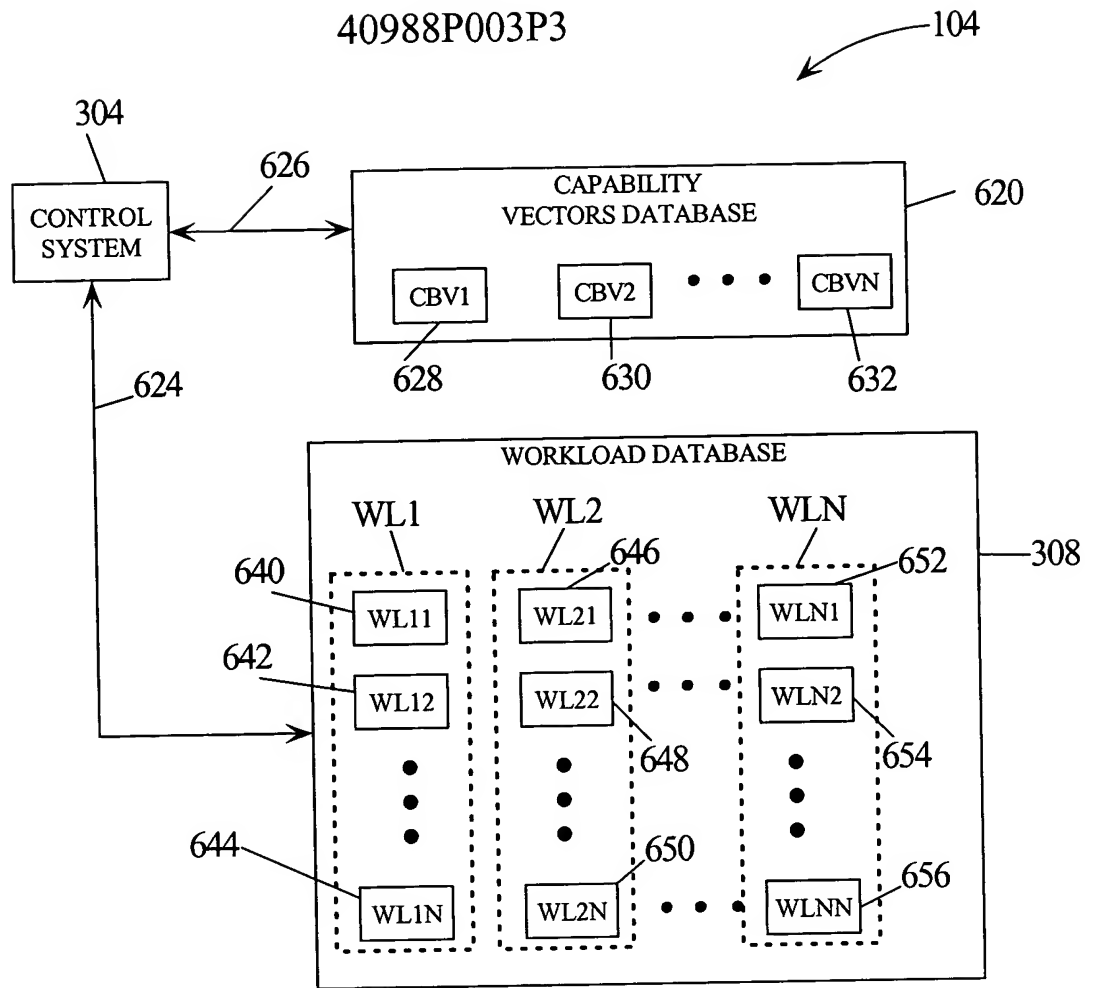 40988P003P3
104
304
626
CONTROL
SYSTEM
CAPABILITY
VECTORS DATABASE
620
CBV1
CBV2
CBVN
628
630
632
624
WORKLOAD DATABASE
WL1
WL2
WLN
308
640
646
652
WL11
WL21
WLN1
642
WL12
WL22
WLN2
648
654
644
650
656
WL1N
WL2N
WLNN